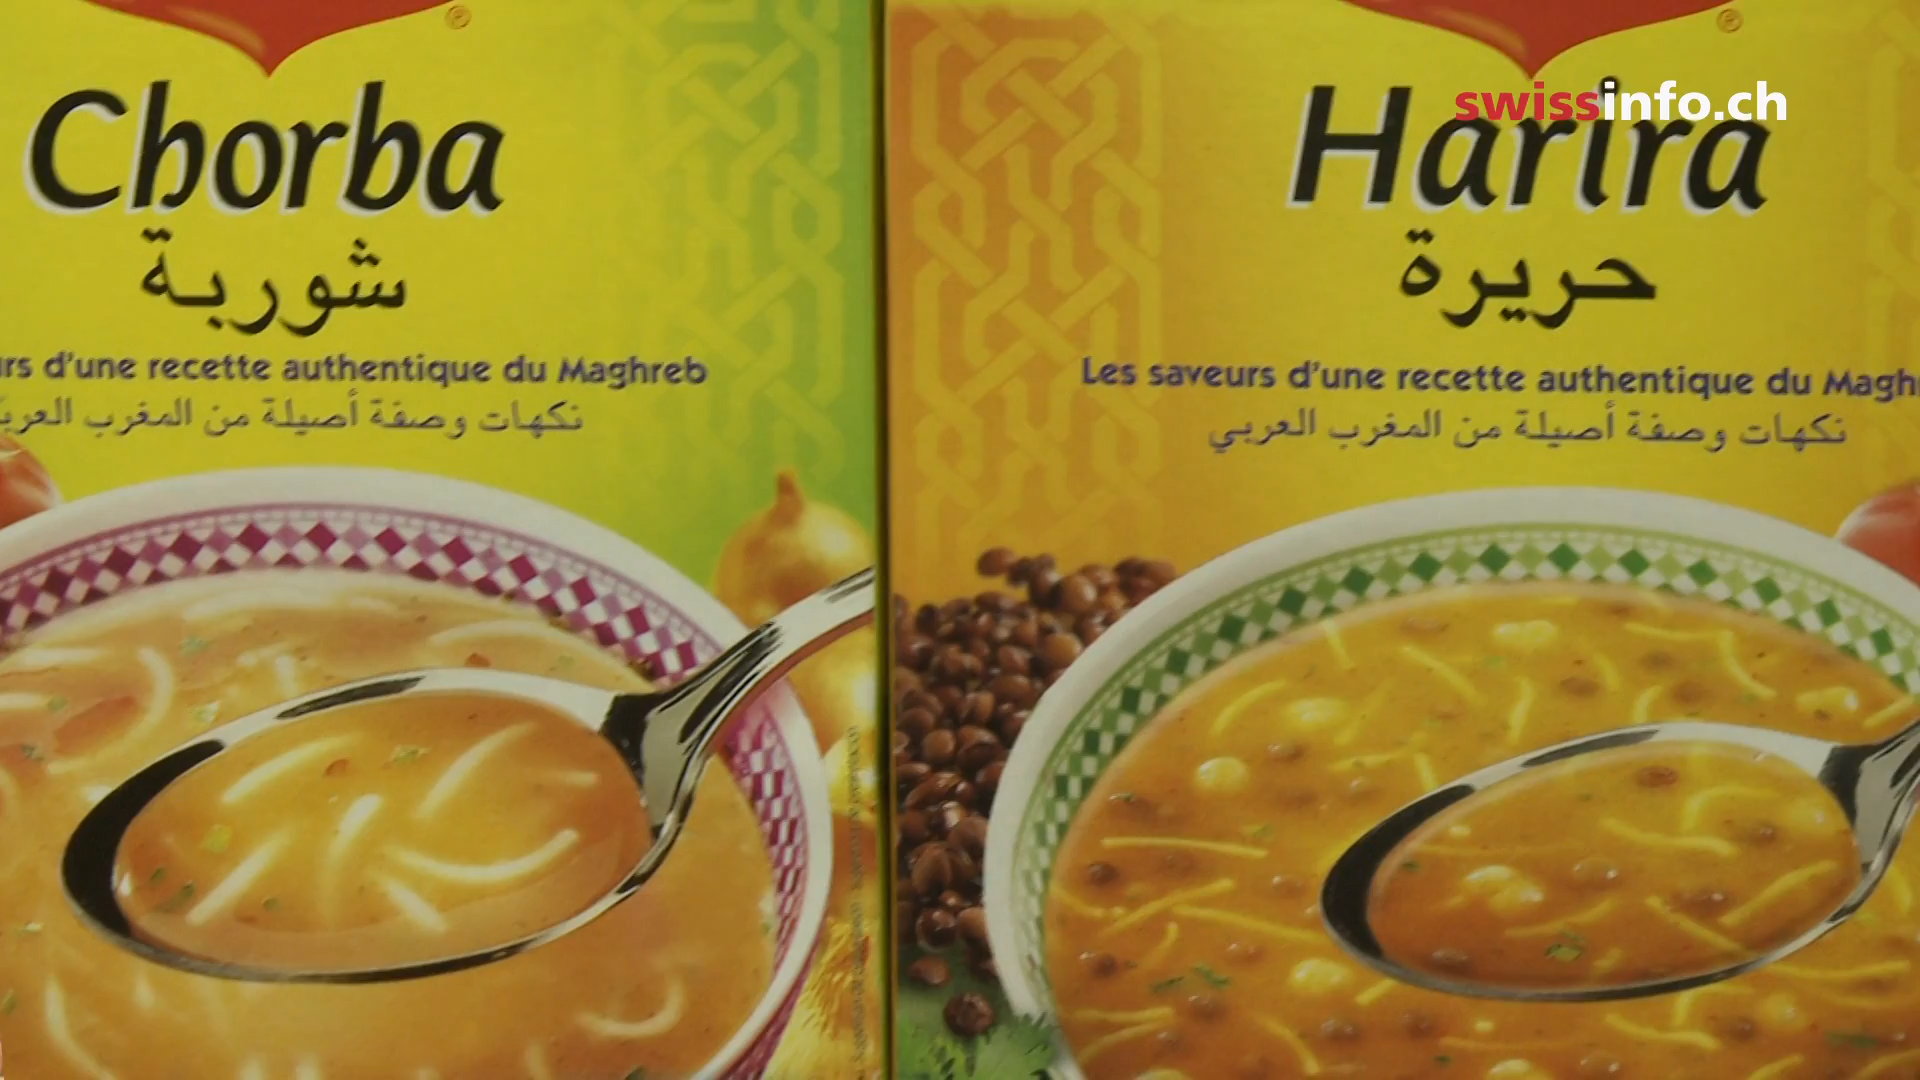 Chorba
شوربة
rs d'une recette authentique du Maghreb
نكهات وصفة أصيلة من المغرب العربي
swissinfo.ch
Harira
حريرة
Les saveurs d'une recette authentique du Magh
نكهات وصفة أصيلة من المغرب العربي